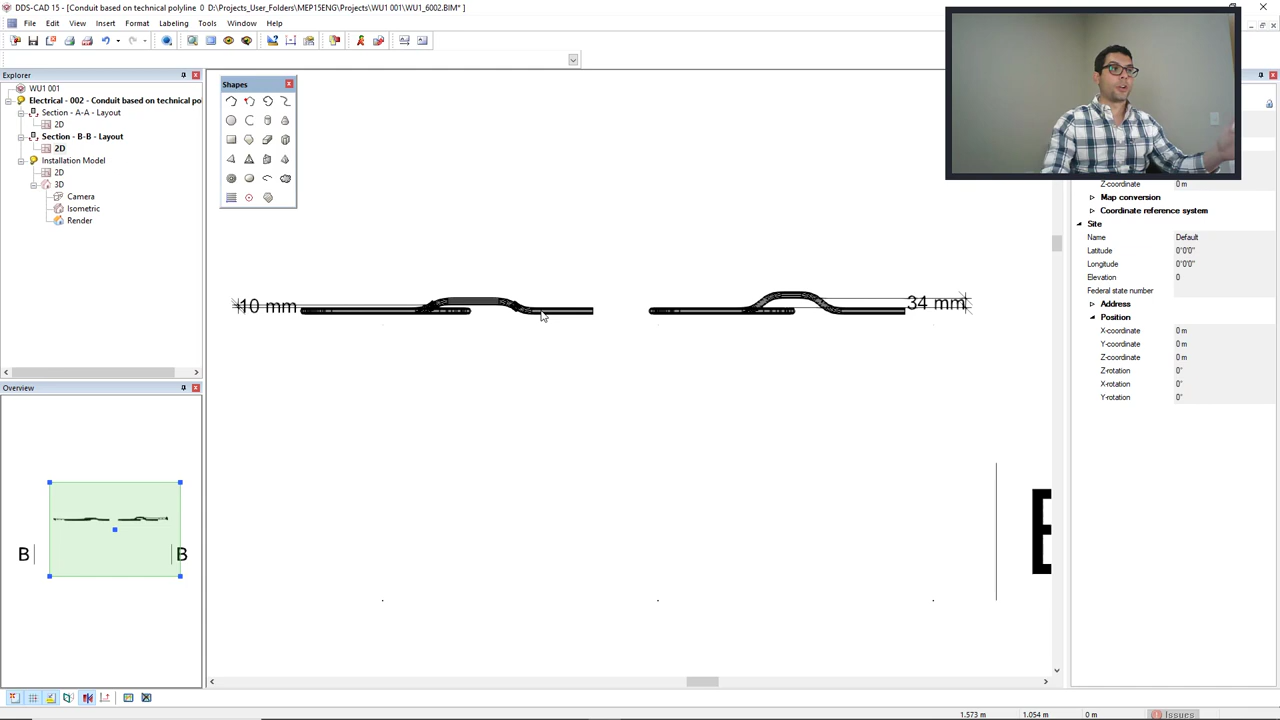 DDS-CAD 15 - [Conduit based on technical polyline  0  D:\Projects_User_Folders\MEP15ENG\Projects\WU1 001\WU1_6002.BIM* ]
File Edit View Insert Format Labeling Tools Window Help
Explorer
WU1 001
Electrical - 002 - Conduit based on technical po
Section - A-A - Layout
2D
Section - B-B - Layout
2D
Installation Model
2D
3D
Camera
Isometric
Render
Shapes
10 mm
34 mm
Z-coordinate 0 m
Map conversion
Coordinate reference system
Site
Name Default
Latitude 0°0'0"
Longitude 0°0'0"
Elevation 0
Federal state number
Address
Position
X-coordinate 0 m
Y-coordinate 0 m
Z-coordinate 0 m
Z-rotation 0°
X-rotation 0°
Y-rotation 0°
Overview
B B
1.573 m 1.054 m 0 m Issues